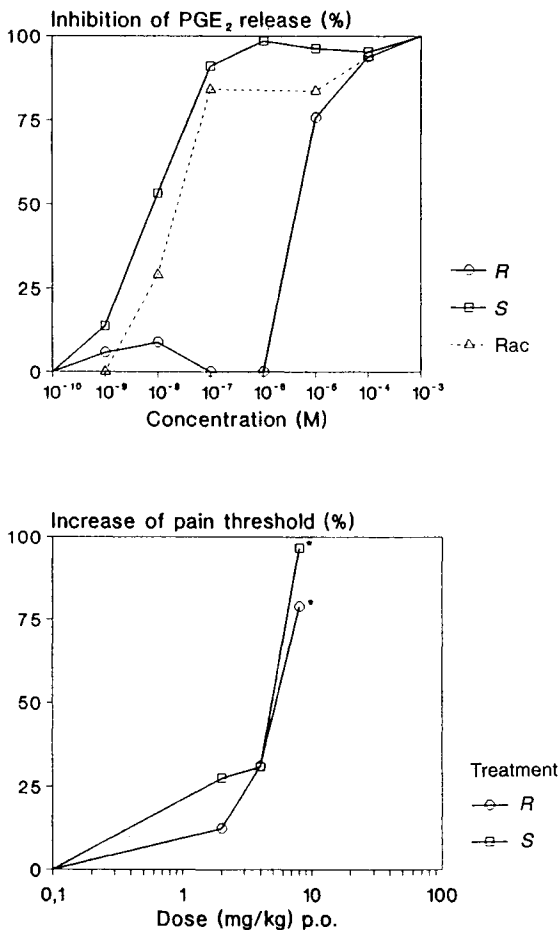 Inhibition of PGE₂ release (%)
100
75
50
25
0
10⁻¹⁰ 10⁻⁹ 10⁻⁸ 10⁻⁷ 10⁻⁶ 10⁻⁵ 10⁻⁴ 10⁻³
Concentration (M)
R
S
Rac
Increase of pain threshold (%)
100
75
50
25
0
*
*
0,1 1 10 100
Dose (mg/kg) p.o.
Treatment
R
S